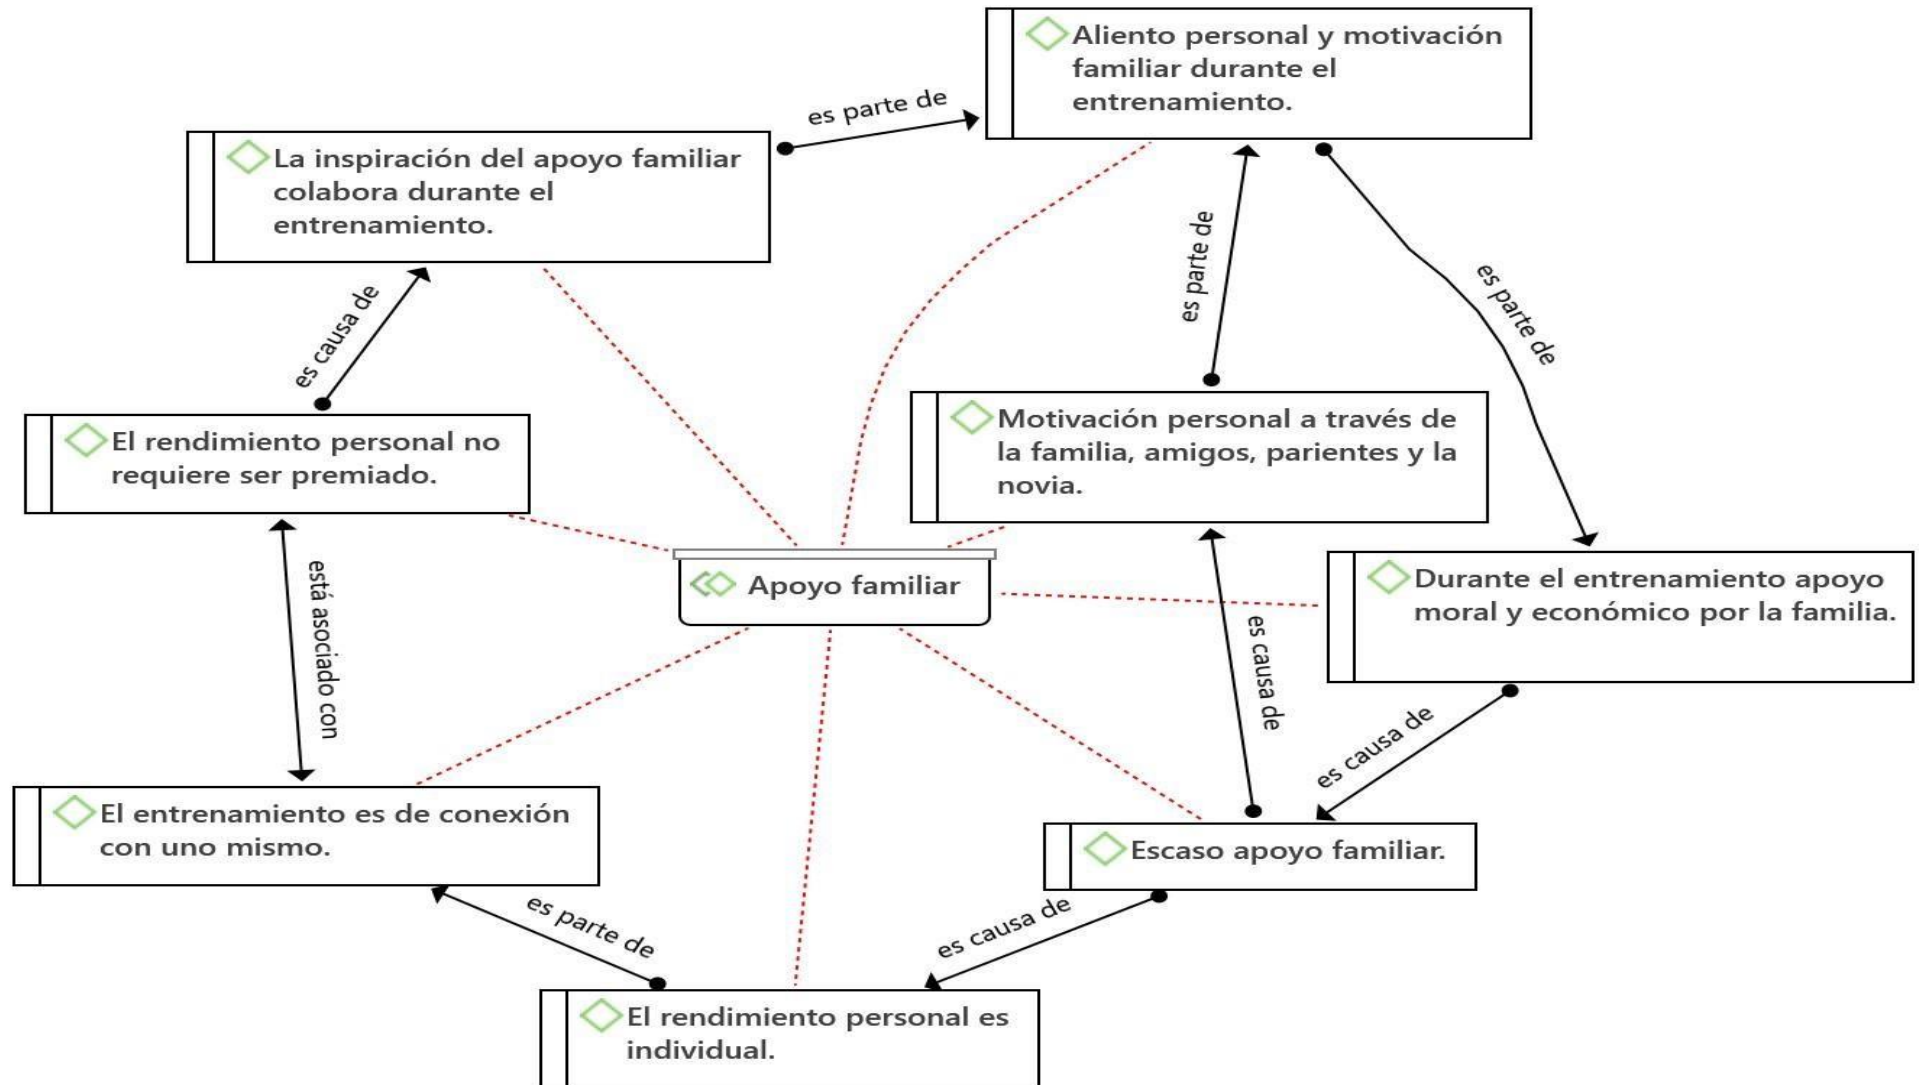 Aliento personal y motivación
familiar durante el
entrenamiento.
es parte de
La inspiración del apoyo familiar
colabora durante el
entrenamiento.
es parte de
es parte de
es causa de
El rendimiento personal no
requiere ser premiado.
Motivación personal a través de
la familia, amigos, parientes y la
novia.
Apoyo familiar
Durante el entrenamiento apoyo
moral y económico por la familia.
está asociado con
es causa de
es causa de
El entrenamiento es de conexión
con uno mismo.
Escaso apoyo familiar.
es parte de
es causa de
El rendimiento personal es
individual.